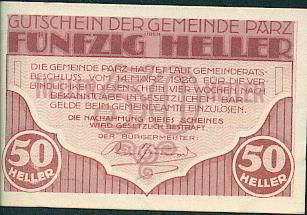 GUTSCHEIN DER GEMEINDE PARZ
ÜBER
FÜNFZIG HELLER
DIE GEMEINDE PARZ HAFTET LAUT GEMEINDERATS-
BESCHLUSS VOM 14. MÄRZ 1920 FÜR DIE VER-
BINDLICHKEIT DIESEN SCHEIN VIER WOCHEN NACH
BEKANNTGABE IN GESETZLICHEM BAR-
GELDE BEIM GEMEINDEAMTE EINZULÖSEN.
DIE NACHAHMUNG DIESES SCHEINES
WIRD GESETZLICH BESTRAFT
DER BÜRGERMEISTER:
50 HELLER
50 HELLER